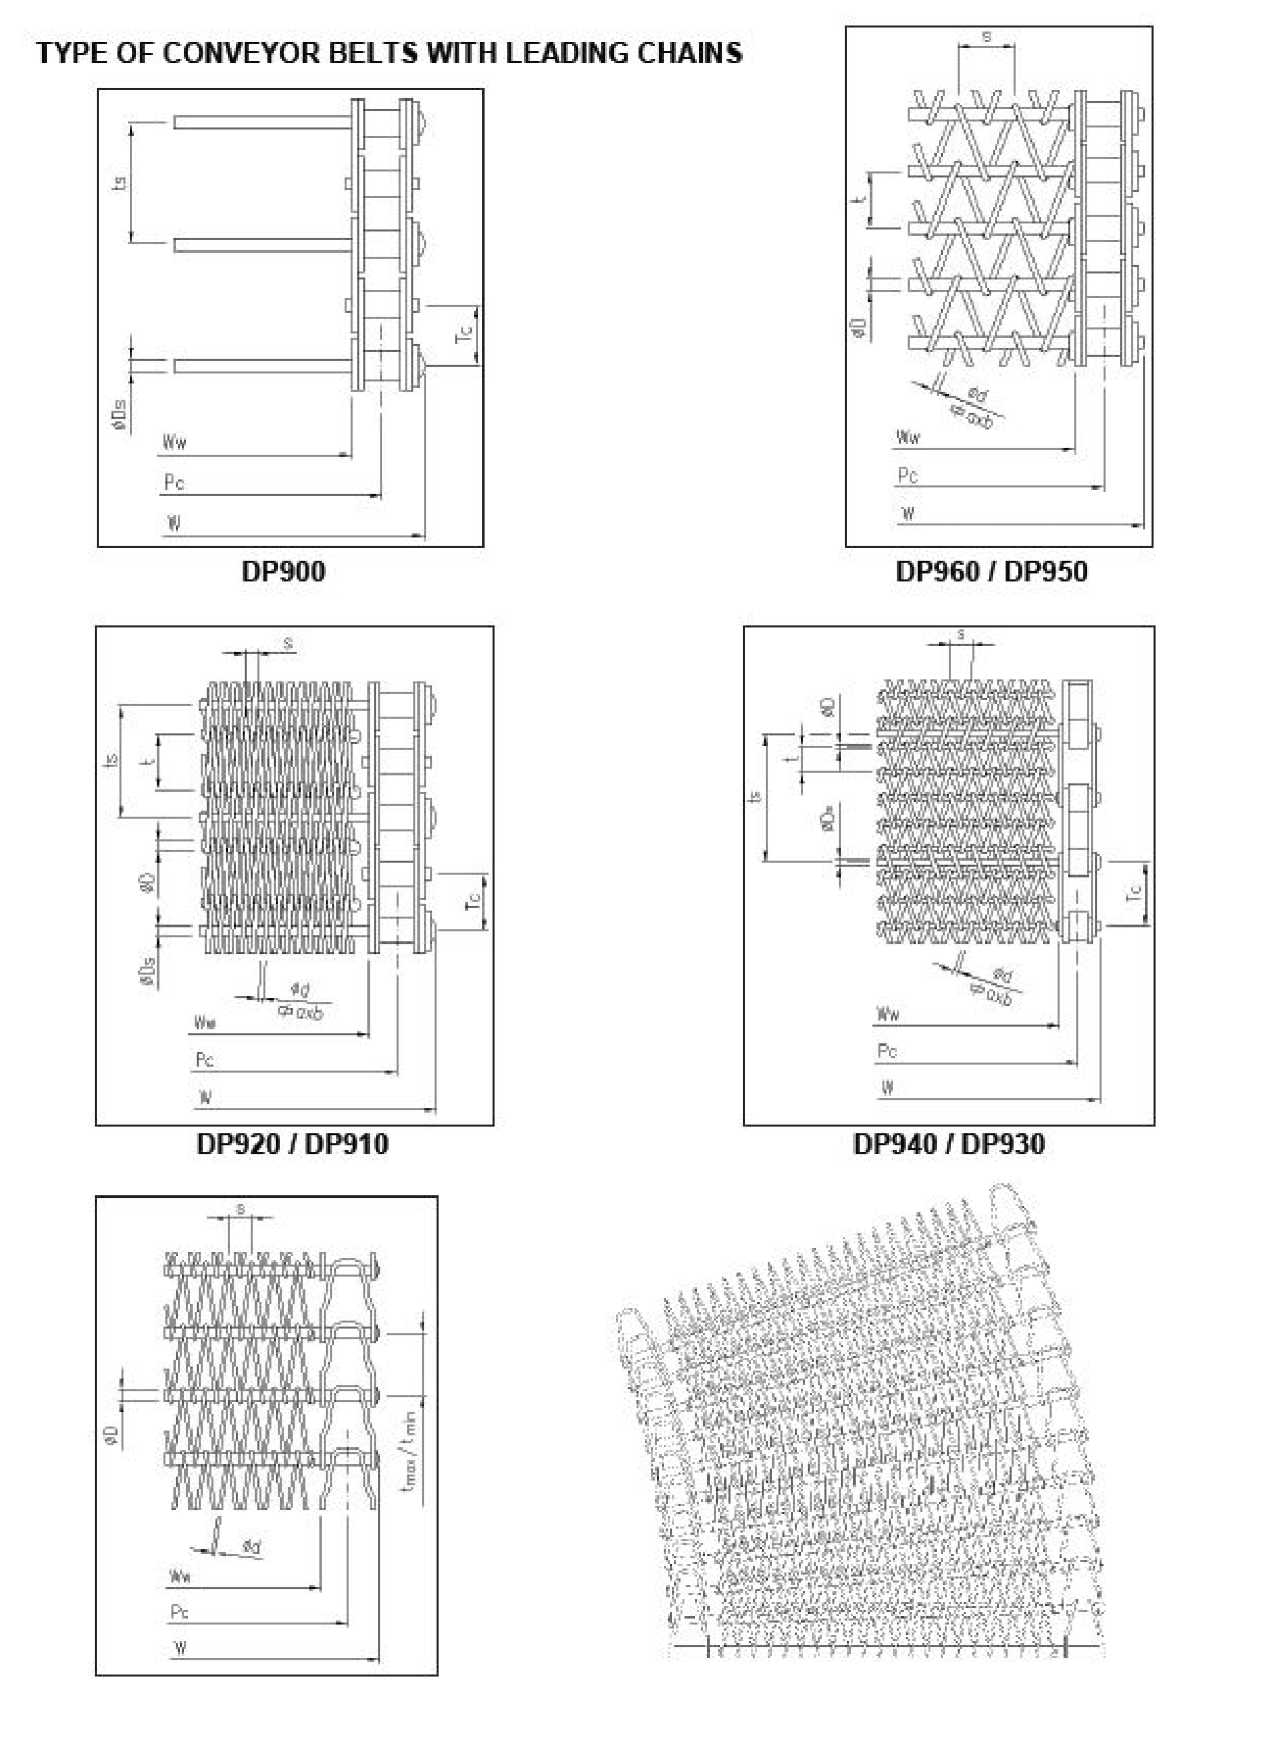 TYPE OF CONVEYOR BELTS WITH LEADING CHAINS
ts
Tc
øDs
Ww
Pc
W
DP900
s
t
øD
ød
axb
Ww
Pc
W
DP960 / DP950
s
ts
t
øD
Tc
øDs
ød
axb
Ww
Pc
W
DP920 / DP910
s
øD
t
ts
øDs
Tc
ød
axb
Ww
Pc
W
DP940 / DP930
s
øD
tmax/tmin
ød
Ww
Pc
W